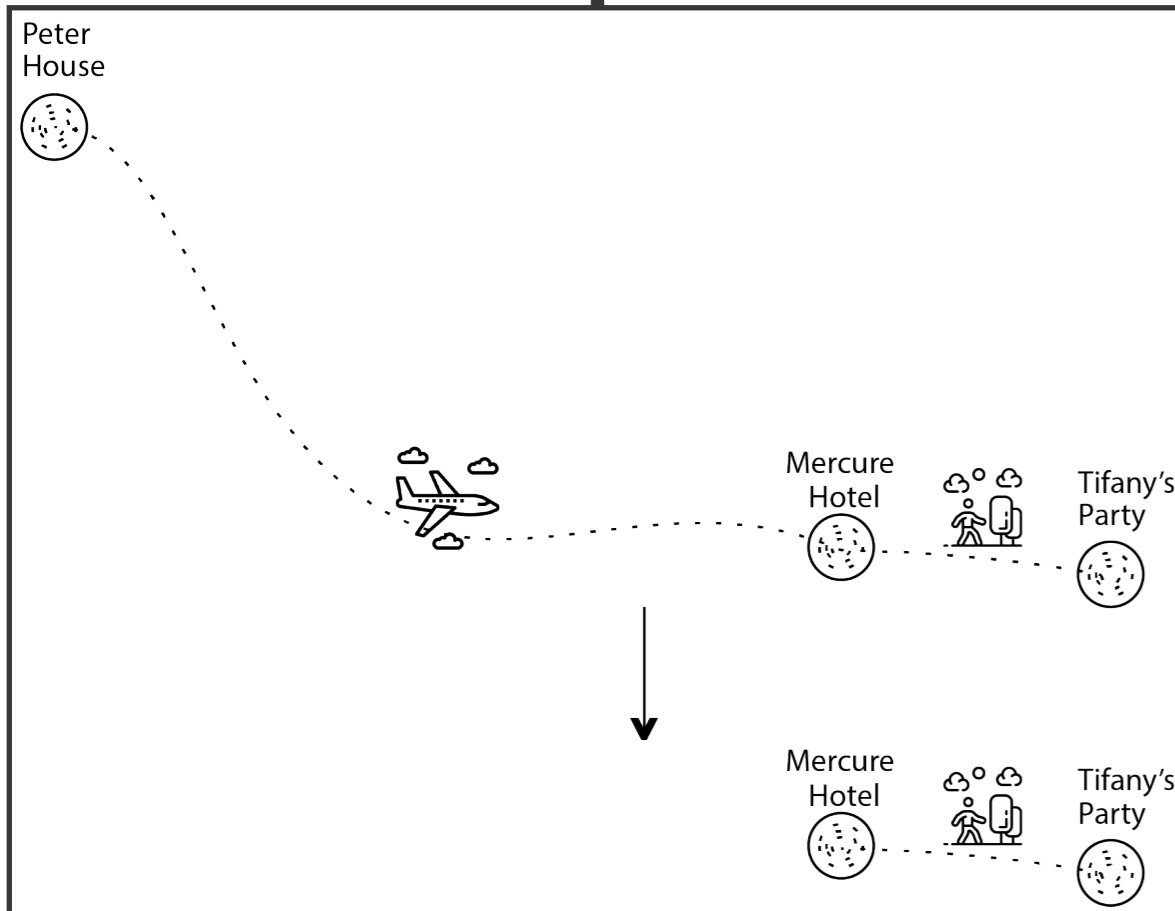 Peter
House
Mercure
Hotel
Tifany's
Party
Mercure
Hotel
Tifany's
Party